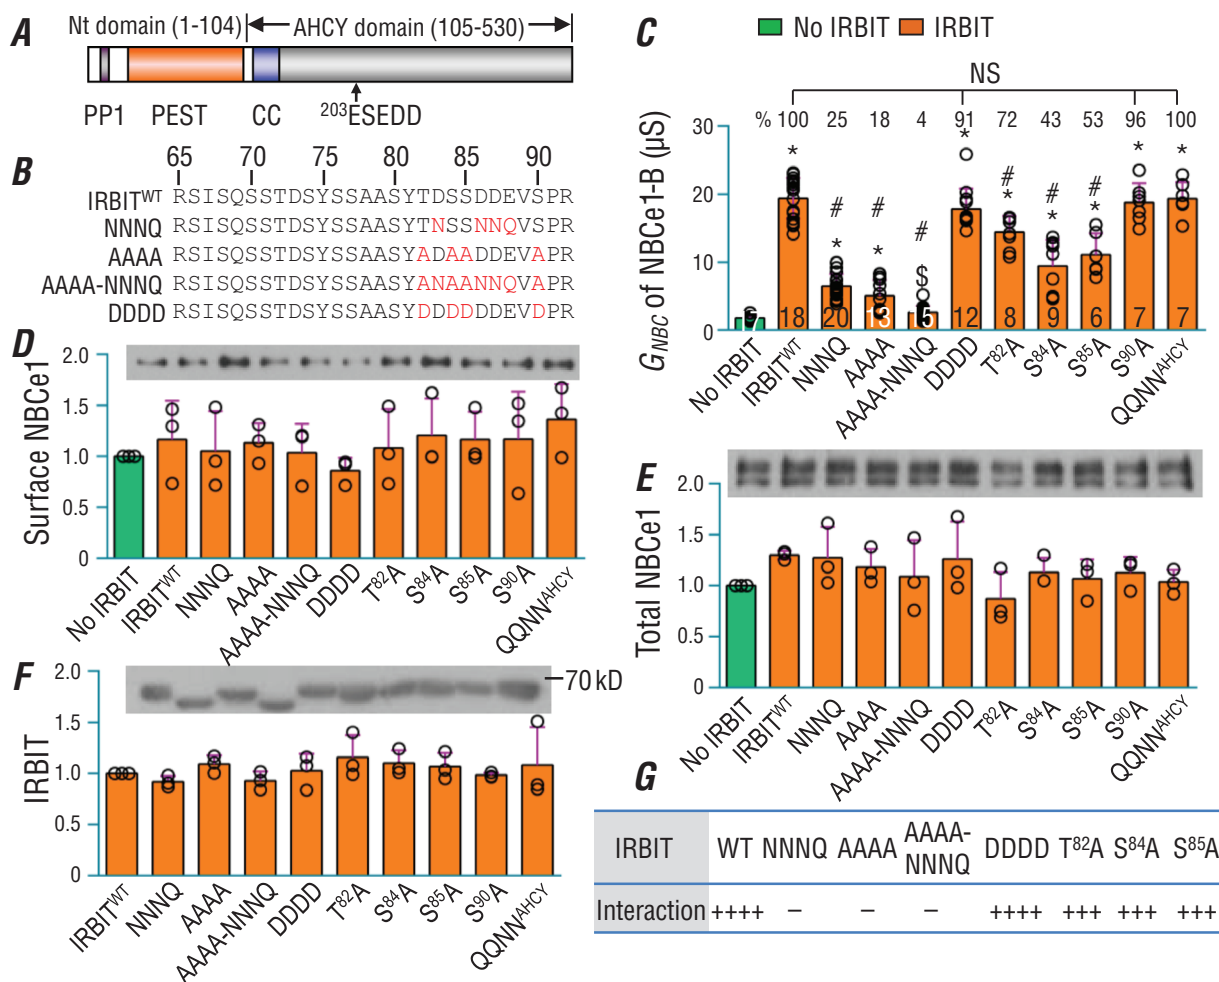 A
Nt domain (1-104)
AHCY domain (105-530)
PP1 PEST CC ²⁰³ESEDD
B
65 70 75 80 85 90
IRBITᵂᵀ RSISQSSTDSYSSAASYTDSSDDEVSPR
NNNQ RSISQSSTDSYSSAASYTNSSNNQVSPR
AAAA RSISQSSTDSYSSAASYADAADDEVAPR
AAAA-NNNQ RSISQSSTDSYSSAASYANAANNQVAPR
DDDD RSISQSSTDSYSSAASYDDDDDDEVDPR
C
No IRBIT IRBIT
NS
% 100 25 18 4 91 72 43 53 96 100
* # * # * # $ * # * # * # * * *
G_NBC of NBCe1-B (µS)
30
20
10
0
18 20 13 12 8 9 6 7 7
No IRBIT IRBITᵂᵀ NNNQ AAAA AAAA-NNNQ DDDD T⁸²A S⁸⁴A S⁸⁵A S⁹⁰A QQNNᴬᴴᶜʸ
D
Surface NBCe1
2.0
1.5
1.0
0.5
0
No IRBIT IRBITᵂᵀ NNNQ AAAA AAAA-NNNQ DDDD T⁸²A S⁸⁴A S⁸⁵A S⁹⁰A QQNNᴬᴴᶜʸ
E
Total NBCe1
2.0
1.5
1.0
0.5
0
No IRBIT IRBITᵂᵀ NNNQ AAAA AAAA-NNNQ DDDD T⁸²A S⁸⁴A S⁸⁵A S⁹⁰A QQNNᴬᴴᶜʸ
F
70 kD
IRBIT
2.0
1.5
1.0
0.5
0
IRBITᵂᵀ NNNQ AAAA AAAA-NNNQ DDDD T⁸²A S⁸⁴A S⁸⁵A S⁹⁰A QQNNᴬᴴᶜʸ
G
IRBIT WT NNNQ AAAA AAAA-NNNQ DDDD T⁸²A S⁸⁴A S⁸⁵A
Interaction ++++ – – – ++++ +++ +++ +++